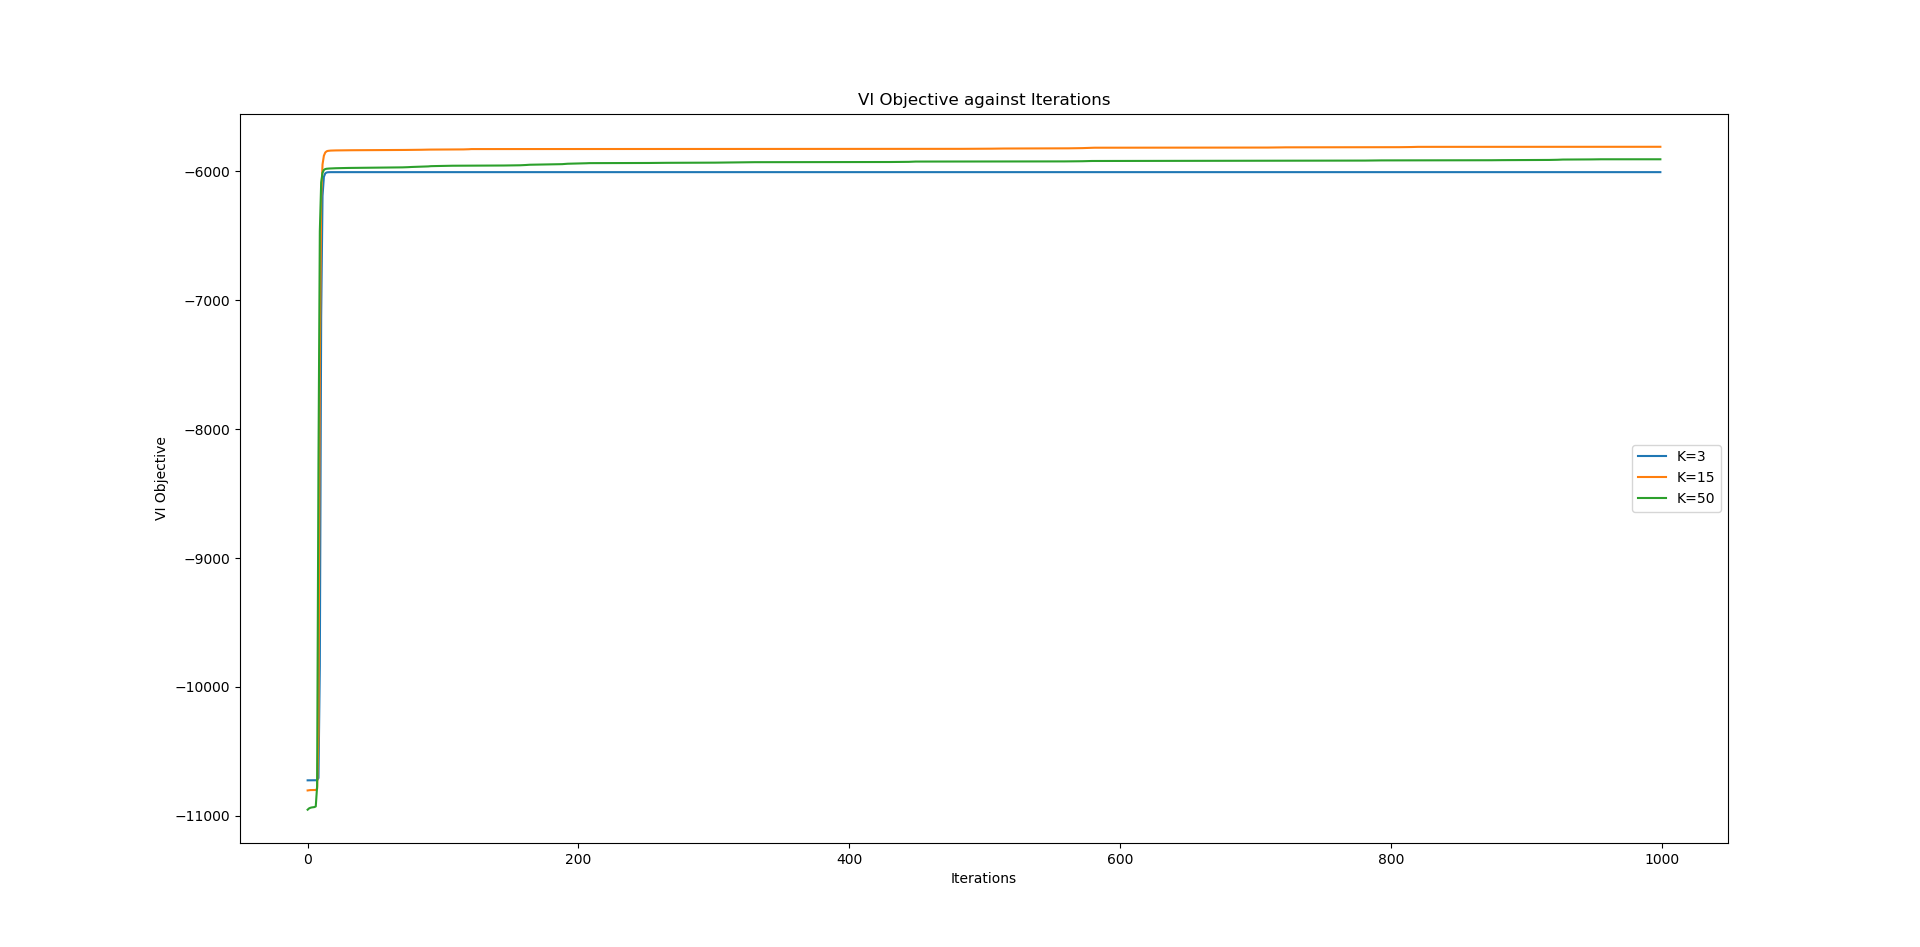 VI Objective against Iterations
VI Objective
−6000
−7000
−8000
−9000
−10000
−11000
K=3
K=15
K=50
0 200 400 600 800 1000
Iterations